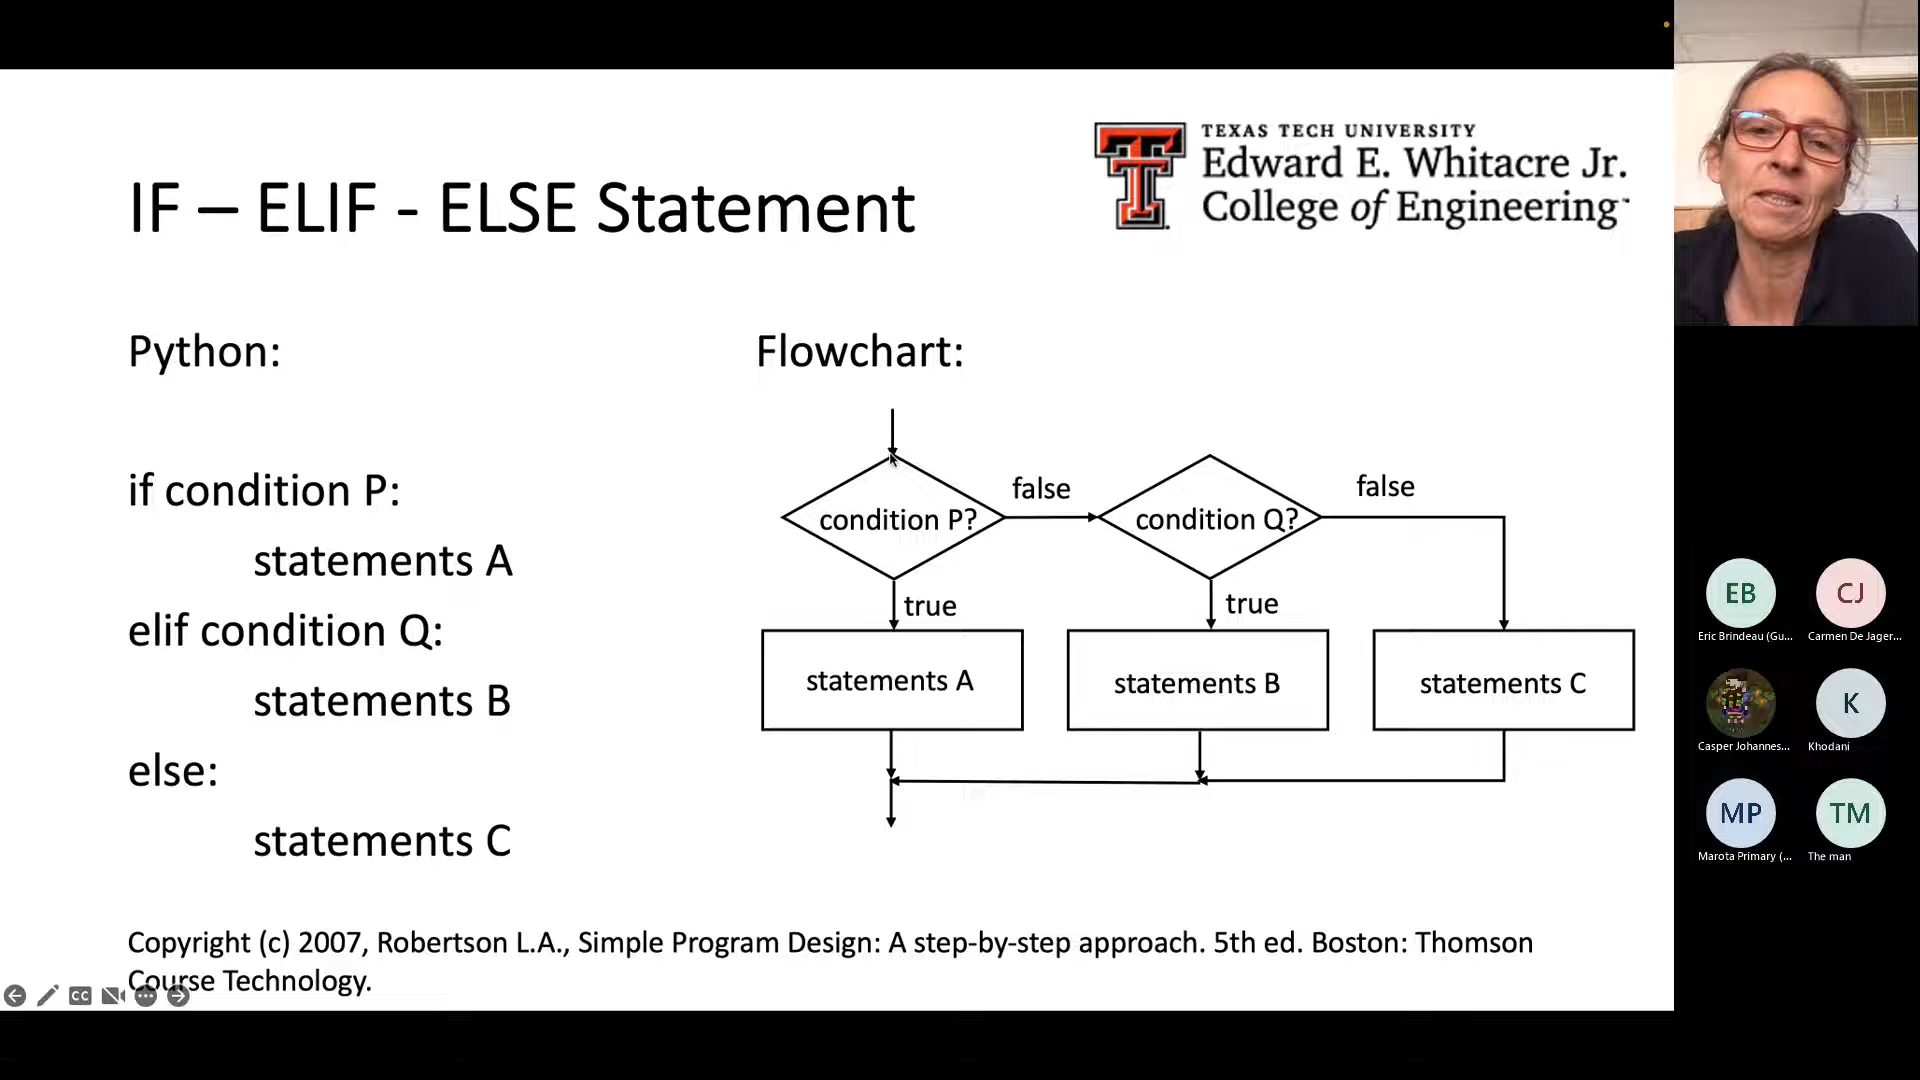 TEXAS TECH UNIVERSITY
Edward E. Whitacre Jr.
College of Engineering™
IF – ELIF - ELSE Statement
Python:
if condition P:
statements A
elif condition Q:
statements B
else:
statements C
Flowchart:
condition P?
false
condition Q?
false
true
true
statements A
statements B
statements C
Copyright (c) 2007, Robertson L.A., Simple Program Design: A step-by-step approach. 5th ed. Boston: Thomson
Course Technology.
CC
EB
CJ
Eric Brindeau (Gu...
Carmen De Jager...
K
Casper Johannes...
Khodani
MP
TM
Marota Primary (...
The man